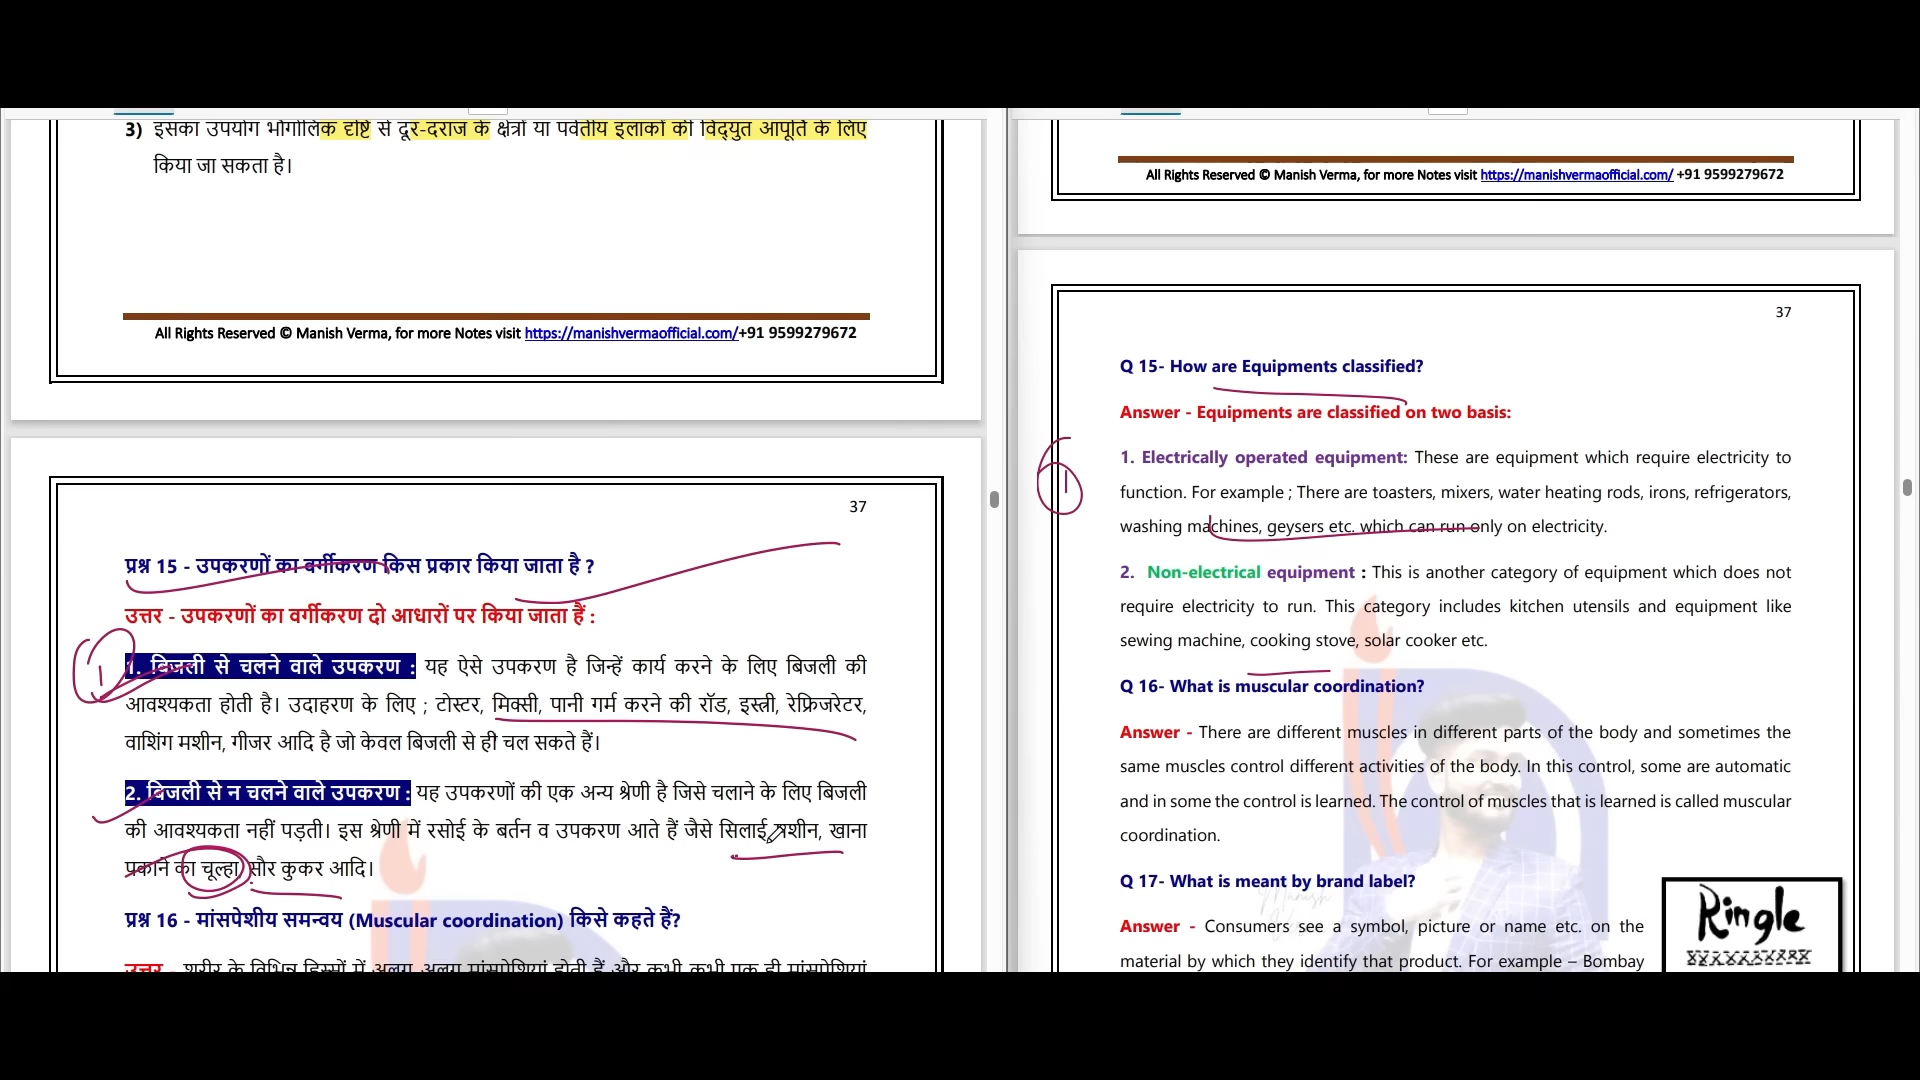 3) इसका उपयोग भौगोलिक दृष्टि से दूर-दराज के क्षेत्रों या पर्वतीय इलाकों की विद्युत आपूर्ति के लिए
किया जा सकता है।
All Rights Reserved © Manish Verma, for more Notes visit https://manishvermaofficial.com/+91 9599279672
37
प्रश्न 15 - उपकरणों का वर्गीकरण किस प्रकार किया जाता है ?
उत्तर - उपकरणों का वर्गीकरण दो आधारों पर किया जाता हैं :
1. बिजली से चलने वाले उपकरण : यह ऐसे उपकरण है जिन्हें कार्य करने के लिए बिजली की
आवश्यकता होती है। उदाहरण के लिए ; टोस्टर, मिक्सी, पानी गर्म करने की रॉड, इस्त्री, रेफ्रिजरेटर,
वाशिंग मशीन, गीजर आदि है जो केवल बिजली से ही चल सकते हैं।
2. बिजली से न चलने वाले उपकरण : यह उपकरणों की एक अन्य श्रेणी है जिसे चलाने के लिए बिजली
की आवश्यकता नहीं पड़ती। इस श्रेणी में रसोई के बर्तन व उपकरण आते हैं जैसे सिलाई मशीन, खाना
पकाने का चूल्हा, सौर कुकर आदि।
प्रश्न 16 - मांसपेशीय समन्वय (Muscular coordination) किसे कहते हैं?
उत्तर - शरीर के विभिन्न हिस्सों में अलग अलग मांसपेशियां होती हैं और कभी कभी एक ही मांसपेशियां
All Rights Reserved © Manish Verma, for more Notes visit https://manishvermaofficial.com/ +91 9599279672
37
Q 15- How are Equipments classified?
Answer - Equipments are classified on two basis:
1. Electrically operated equipment: These are equipment which require electricity to
function. For example ; There are toasters, mixers, water heating rods, irons, refrigerators,
washing machines, geysers etc. which can run only on electricity.
2. Non-electrical equipment : This is another category of equipment which does not
require electricity to run. This category includes kitchen utensils and equipment like
sewing machine, cooking stove, solar cooker etc.
Q 16- What is muscular coordination?
Answer - There are different muscles in different parts of the body and sometimes the
same muscles control different activities of the body. In this control, some are automatic
and in some the control is learned. The control of muscles that is learned is called muscular
coordination.
Q 17- What is meant by brand label?
Answer - Consumers see a symbol, picture or name etc. on the
material by which they identify that product. For example – Bombay
Ringle
XXXXXXXXXX